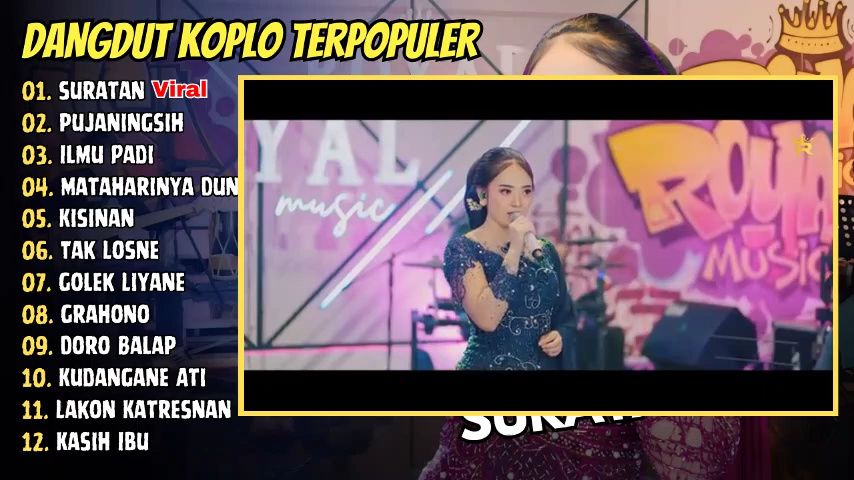 DANGDUT KOPLO TERPOPULER
01. SURATAN Viral
02. PUJANINGSIH
03. ILMU PADI
04. MATAHARINYA DUN
05. KISINAN
06. TAK LOSNE
07. GOLEK LIYANE
08. GRAHONO
09. DORO BALAP
10. KUDANGANE ATI
11. LAKON KATRESNAN
12. KASIH IBU
YAL
music
ROYA
MUSIC